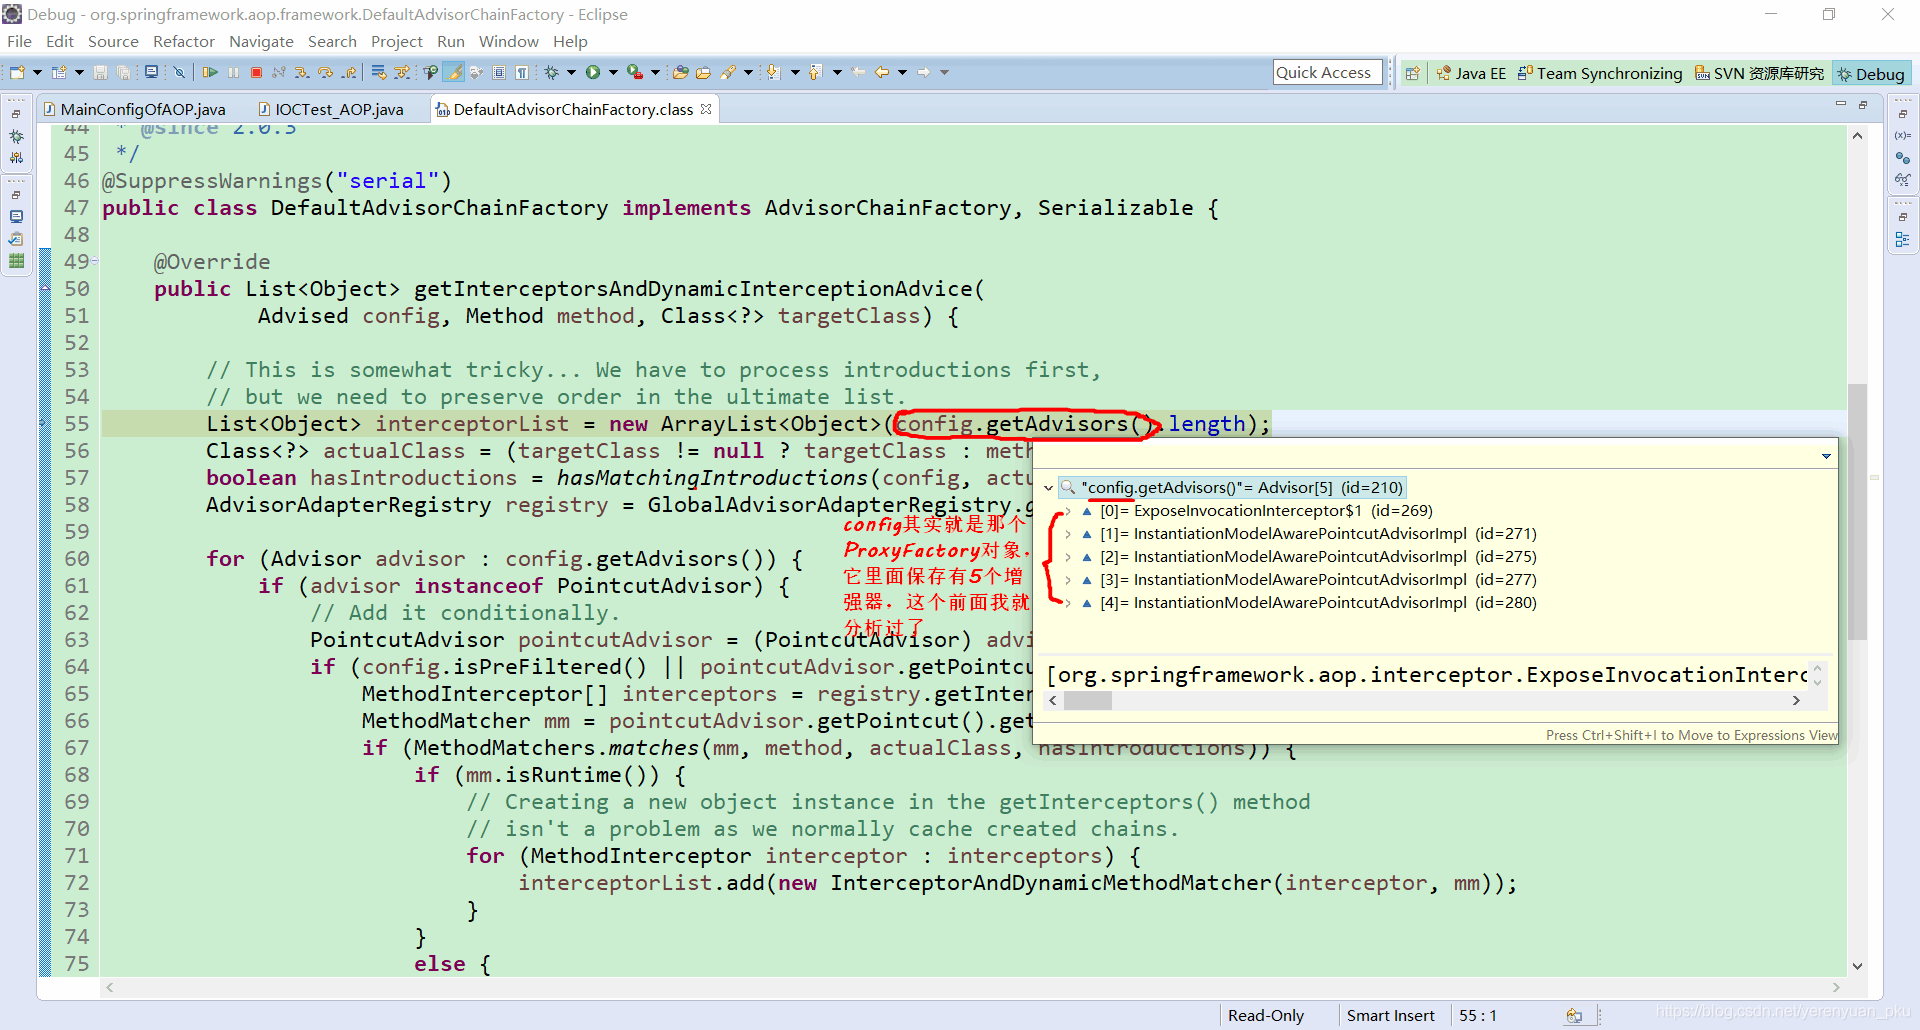 Debug - org.springframework.aop.framework.DefaultAdvisorChainFactory - Eclipse
File Edit Source Refactor Navigate Search Project Run Window Help
Quick Access Java EE Team Synchronizing SVN 资源库研究 Debug
MainConfigOfAOP.java IOCTest_AOP.java DefaultAdvisorChainFactory.class
44 * @since 2.0.3
45 */
46 @SuppressWarnings("serial")
47 public class DefaultAdvisorChainFactory implements AdvisorChainFactory, Serializable {
48
49 @Override
50 public List<Object> getInterceptorsAndDynamicInterceptionAdvice(
51 Advised config, Method method, Class<?> targetClass) {
52
53 // This is somewhat tricky... We have to process introductions first,
54 // but we need to preserve order in the ultimate list.
55 List<Object> interceptorList = new ArrayList<Object>(config.getAdvisors().length);
56 Class<?> actualClass = (targetClass != null ? targetClass : meth
57 boolean hasIntroductions = hasMatchingIntroductions(config, actu
58 AdvisorAdapterRegistry registry = GlobalAdvisorAdapterRegistry.g
59
60 for (Advisor advisor : config.getAdvisors()) {
61 if (advisor instanceof PointcutAdvisor) {
62 // Add it conditionally.
63 PointcutAdvisor pointcutAdvisor = (PointcutAdvisor) advi
64 if (config.isPreFiltered() || pointcutAdvisor.getPointcu
65 MethodInterceptor[] interceptors = registry.getInter
66 MethodMatcher mm = pointcutAdvisor.getPointcut().get
67 if (MethodMatchers.matches(mm, method, actualClass, hasIntroductions)) {
68 if (mm.isRuntime()) {
69 // Creating a new object instance in the getInterceptors() method
70 // isn't a problem as we normally cache created chains.
71 for (MethodInterceptor interceptor : interceptors) {
72 interceptorList.add(new InterceptorAndDynamicMethodMatcher(interceptor, mm));
73 }
74 }
75 else {
config其实就是那个
ProxyFactory对象，
它里面保存有5个增
强器，这个前面我就
分析过了
"config.getAdvisors()"= Advisor[5] (id=210)
[0]= ExposeInvocationInterceptor$1 (id=269)
[1]= InstantiationModelAwarePointcutAdvisorImpl (id=271)
[2]= InstantiationModelAwarePointcutAdvisorImpl (id=275)
[3]= InstantiationModelAwarePointcutAdvisorImpl (id=277)
[4]= InstantiationModelAwarePointcutAdvisorImpl (id=280)
[org.springframework.aop.interceptor.ExposeInvocationInterc
Press Ctrl+Shift+I to Move to Expressions View
Read-Only Smart Insert 55 : 1
https://blog.csdn.net/yerenyuan_pku